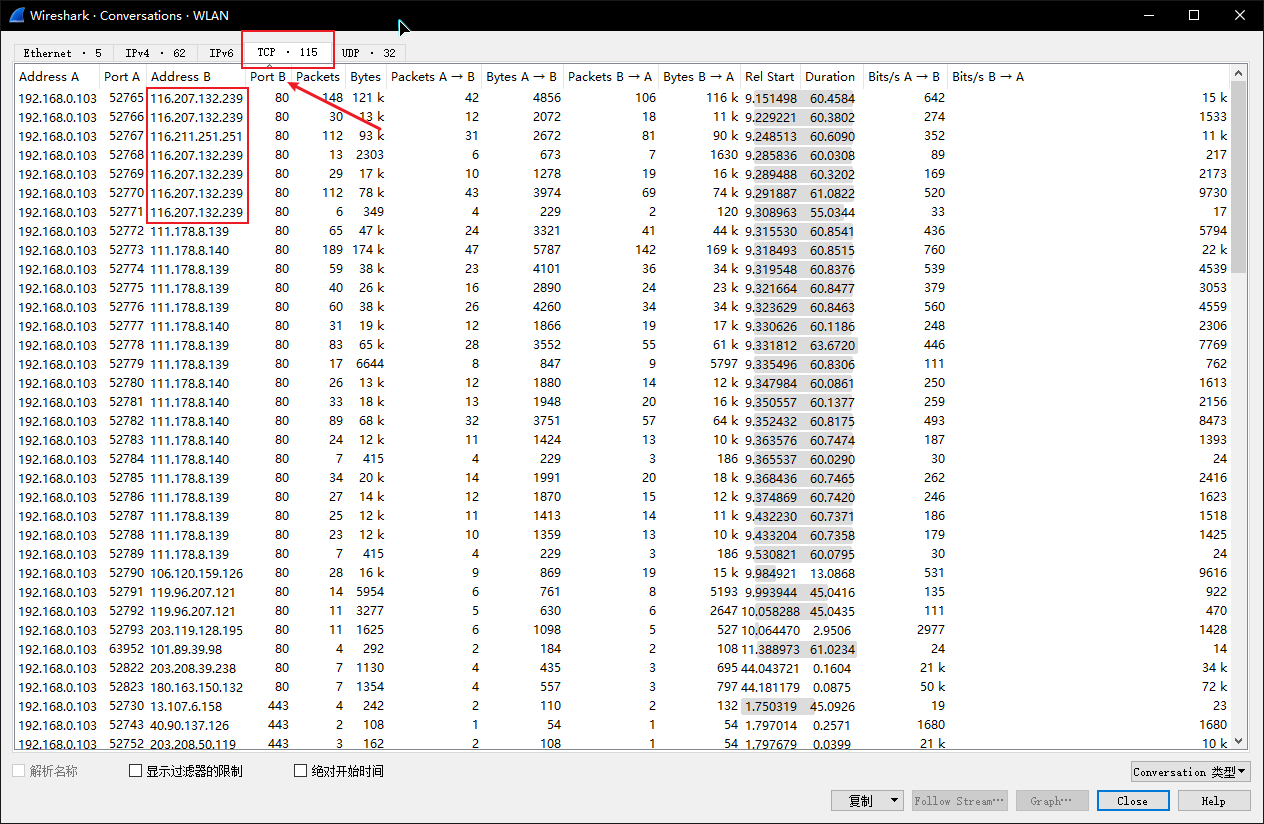 Wireshark · Conversations · WLAN
Ethernet · 5 IPv4 · 62 IPv6 TCP · 115 UDP · 32
Address A Port A Address B Port B Packets Bytes Packets A → B Bytes A → B Packets B → A Bytes B → A Rel Start Duration Bits/s A → B Bits/s B → A
192.168.0.103 52765 116.207.132.239 80 148 121 k 42 4856 106 116 k 9.151498 60.4584 642 15 k
192.168.0.103 52766 116.207.132.239 80 30 13 k 12 2072 18 11 k 9.229221 60.3802 274 1533
192.168.0.103 52767 116.211.251.251 80 112 93 k 31 2672 81 90 k 9.248513 60.6090 352 11 k
192.168.0.103 52768 116.207.132.239 80 13 2303 6 673 7 1630 9.285836 60.0308 89 217
192.168.0.103 52769 116.207.132.239 80 29 17 k 10 1278 19 16 k 9.289488 60.3202 169 2173
192.168.0.103 52770 116.207.132.239 80 112 78 k 43 3974 69 74 k 9.291887 61.0822 520 9730
192.168.0.103 52771 116.207.132.239 80 6 349 4 229 2 120 9.308963 55.0344 33 17
192.168.0.103 52772 111.178.8.139 80 65 47 k 24 3321 41 44 k 9.315530 60.8541 436 5794
192.168.0.103 52773 111.178.8.140 80 189 174 k 47 5787 142 169 k 9.318493 60.8515 760 22 k
192.168.0.103 52774 111.178.8.139 80 59 38 k 23 4101 36 34 k 9.319548 60.8376 539 4539
192.168.0.103 52775 111.178.8.139 80 40 26 k 16 2890 24 23 k 9.321664 60.8477 379 3053
192.168.0.103 52776 111.178.8.139 80 60 38 k 26 4260 34 34 k 9.323629 60.8463 560 4559
192.168.0.103 52777 111.178.8.140 80 31 19 k 12 1866 19 17 k 9.330626 60.1186 248 2306
192.168.0.103 52778 111.178.8.139 80 83 65 k 28 3552 55 61 k 9.331812 63.6720 446 7769
192.168.0.103 52779 111.178.8.139 80 17 6644 8 847 9 5797 9.335496 60.8306 111 762
192.168.0.103 52780 111.178.8.140 80 26 13 k 12 1880 14 12 k 9.347984 60.0861 250 1613
192.168.0.103 52781 111.178.8.140 80 33 18 k 13 1948 20 16 k 9.350557 60.1377 259 2156
192.168.0.103 52782 111.178.8.140 80 89 68 k 32 3751 57 64 k 9.352432 60.8175 493 8473
192.168.0.103 52783 111.178.8.140 80 24 12 k 11 1424 13 10 k 9.363576 60.7474 187 1393
192.168.0.103 52784 111.178.8.140 80 7 415 4 229 3 186 9.365537 60.0290 30 24
192.168.0.103 52785 111.178.8.139 80 34 20 k 14 1991 20 18 k 9.368436 60.7465 262 2416
192.168.0.103 52786 111.178.8.139 80 27 14 k 12 1870 15 12 k 9.374869 60.7420 246 1623
192.168.0.103 52787 111.178.8.139 80 25 12 k 11 1413 14 11 k 9.432230 60.7371 186 1518
192.168.0.103 52788 111.178.8.139 80 23 12 k 10 1359 13 10 k 9.433204 60.7358 179 1425
192.168.0.103 52789 111.178.8.139 80 7 415 4 229 3 186 9.530821 60.0795 30 24
192.168.0.103 52790 106.120.159.126 80 28 16 k 9 869 19 15 k 9.984921 13.0868 531 9616
192.168.0.103 52791 119.96.207.121 80 14 5954 6 761 8 5193 9.993944 45.0416 135 922
192.168.0.103 52792 119.96.207.121 80 11 3277 5 630 6 2647 10.058288 45.0435 111 470
192.168.0.103 52793 203.119.128.195 80 11 1625 6 1098 5 527 10.064470 2.9506 2977 1428
192.168.0.103 63952 101.89.39.98 80 4 292 2 184 2 108 11.388973 61.0234 24 14
192.168.0.103 52822 203.208.39.238 80 7 1130 4 435 3 695 44.043721 0.1604 21 k 34 k
192.168.0.103 52823 180.163.150.132 80 7 1354 4 557 3 797 44.181179 0.0875 50 k 72 k
192.168.0.103 52730 13.107.6.158 443 4 242 2 110 2 132 1.750319 45.0926 19 23
192.168.0.103 52743 40.90.137.126 443 2 108 1 54 1 54 1.797014 0.2571 1680 1680
192.168.0.103 52752 203.208.50.119 443 3 162 2 108 1 54 1.797679 0.0399 21 k 10 k
解析名称 显示过滤器的限制 绝对开始时间 Conversation 类型
复制 Follow Stream… Graph… Close Help